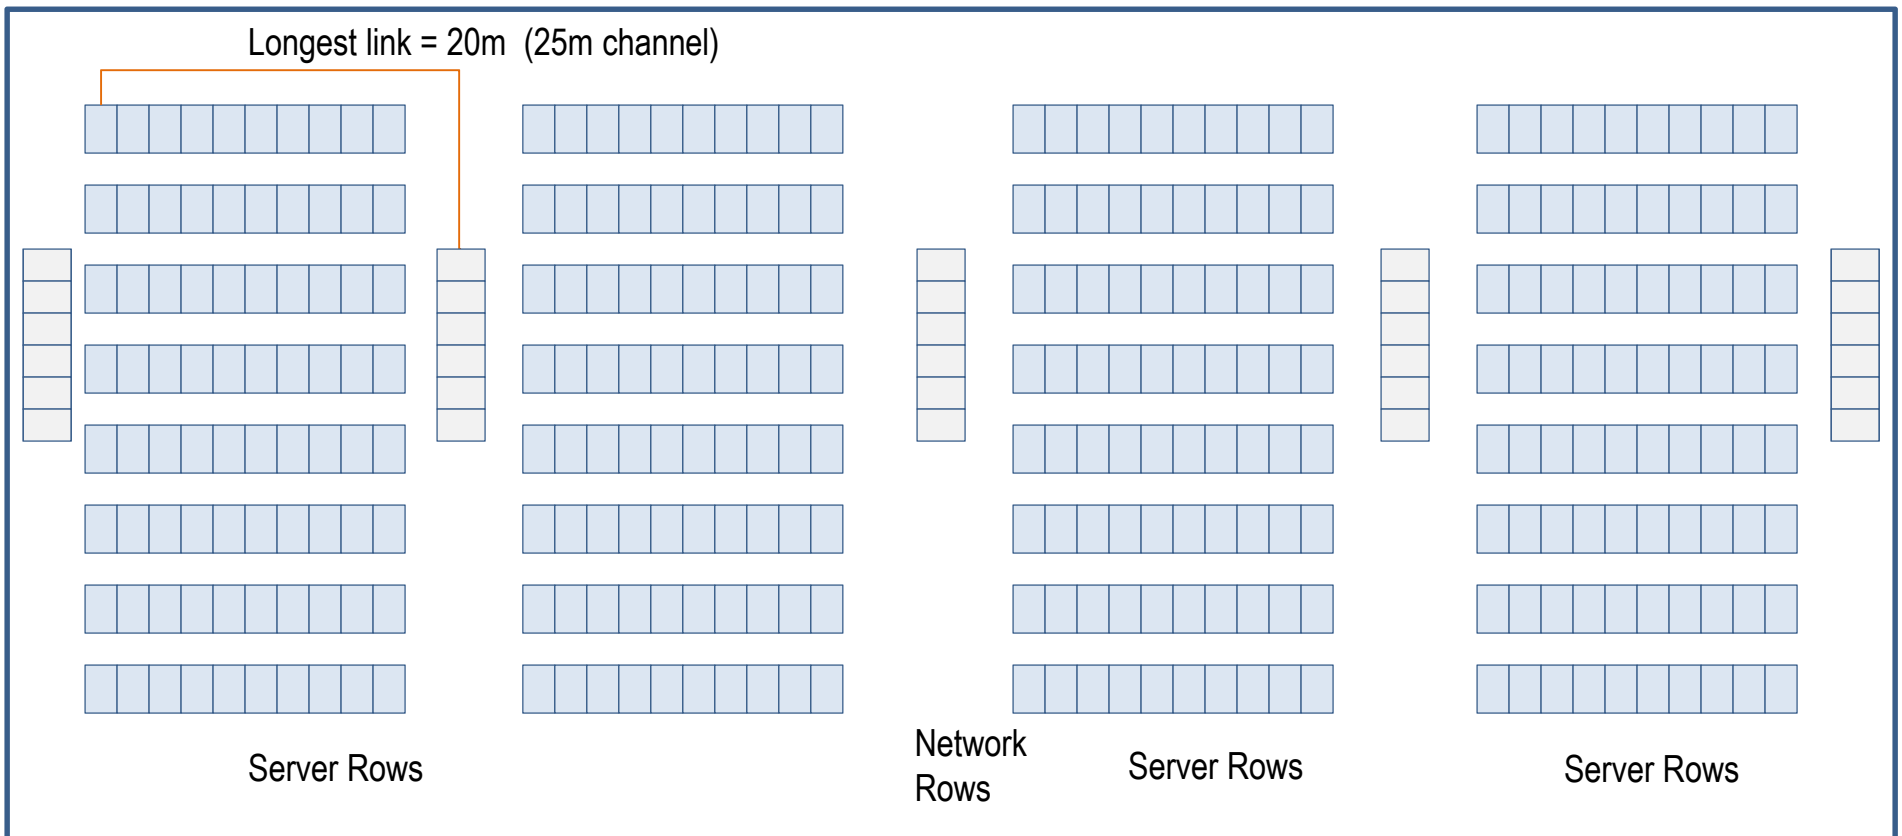 Longest link = 20m  (25m channel)
Server Rows
Network
Rows
Server Rows
Server Rows